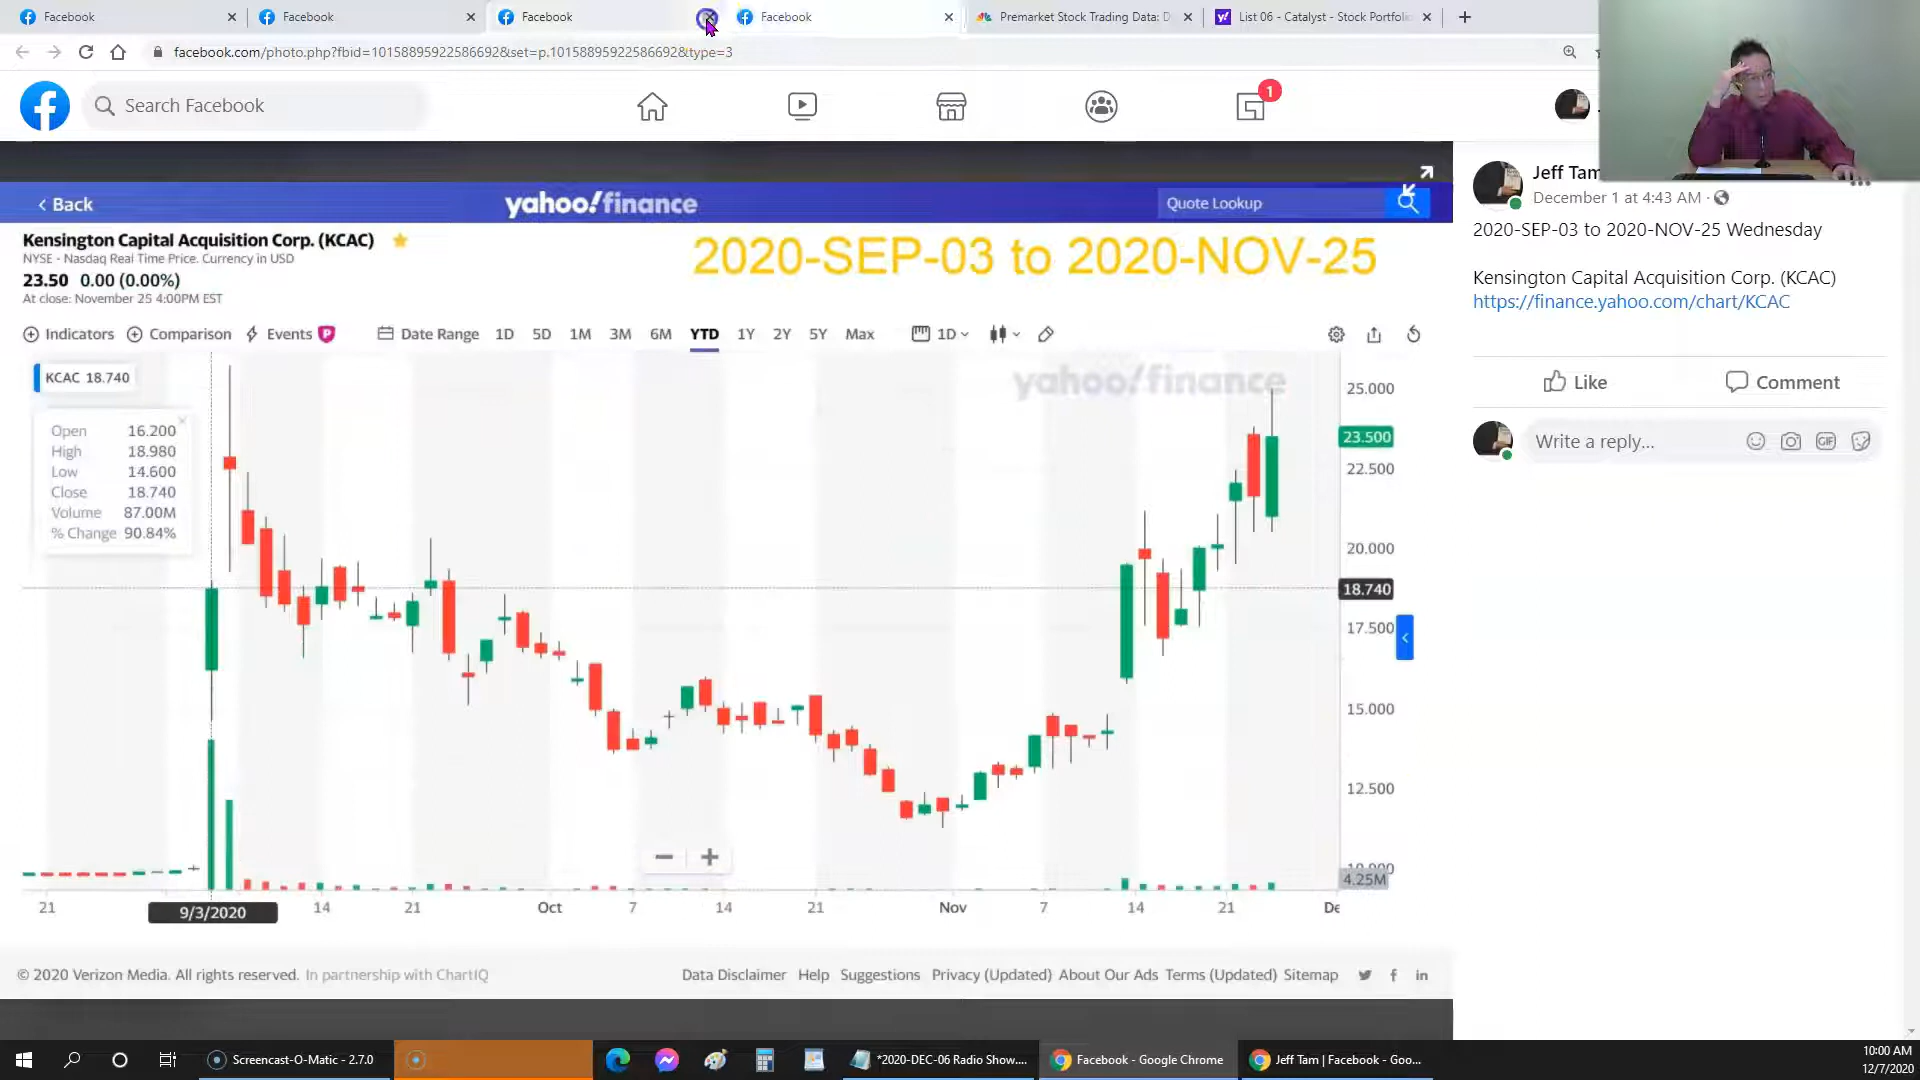 Facebook
Facebook
Facebook
Facebook
Premarket Stock Trading Data: D
List 06 - Catalyst - Stock Portfoli
facebook.com/photo.php?fbid=10158895922586692&set=p.10158895922586692&type=3
Search Facebook
1
Back
yahoo!finance
Quote Lookup
Kensington Capital Acquisition Corp. (KCAC)
NYSE - Nasdaq Real Time Price. Currency in USD
23.50 0.00 (0.00%)
At close: November 25 4:00PM EST
2020-SEP-03 to 2020-NOV-25
Indicators Comparison Events P Date Range 1D 5D 1M 3M 6M YTD 1Y 2Y 5Y Max 1D
KCAC 18.740
Open 16.200
High 18.980
Low 14.600
Close 18.740
Volume 87.00M
% Change 90.84%
yahoo!finance
25.000
23.500
22.500
20.000
18.740
17.500
15.000
12.500
10.000
4.25M
21 9/3/2020 14 21 Oct 7 14 21 Nov 7 14 21 De
© 2020 Verizon Media. All rights reserved. In partnership with ChartIQ
Data Disclaimer Help Suggestions Privacy (Updated) About Our Ads Terms (Updated) Sitemap
Jeff Tam
December 1 at 4:43 AM ·
2020-SEP-03 to 2020-NOV-25 Wednesday
Kensington Capital Acquisition Corp. (KCAC)
https://finance.yahoo.com/chart/KCAC
Like Comment
Write a reply...
GIF
Screencast-O-Matic - 2.7.0
*2020-DEC-06 Radio Show....
Facebook - Google Chrome
Jeff Tam | Facebook - Goo...
10:00 AM
12/7/2020